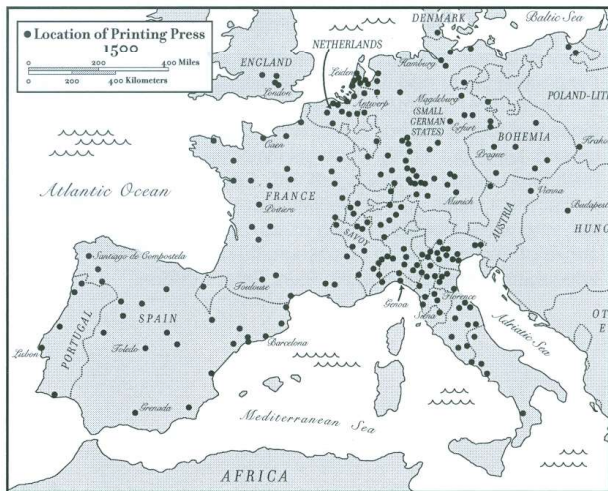 Location of Printing Press
1500
0 200 400 Miles
0 200 400 Kilometers
DENMARK
Baltic Sea
NETHERLANDS
ENGLAND
London
Leiden
Hamburg
Antwerp
Magdeburg
(SMALL
GERMAN
STATES)
Erfurt
POLAND-LIT
BOHEMIA
Prague
Krako
Caen
Atlantic Ocean
FRANCE
Poitiers
Munich
Vienna
Budapest
HUNG
AUSTRIA
SAVOY
Santiago de Compostela
Toulouse
Genoa
Florence
Siena
OT
E
Adriatic Sea
SPAIN
PORTUGAL
Lisbon
Toledo
Barcelona
Grenada
Mediterranean Sea
AFRICA